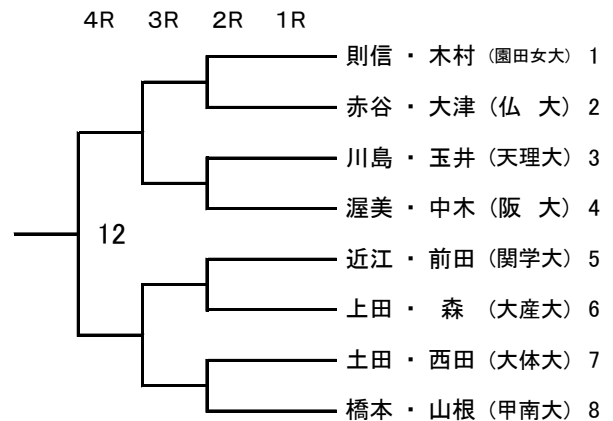 ４Ｒ ３Ｒ ２Ｒ １Ｒ
則信 ・ 木村 (園田女大) 1
赤谷 ・ 大津 (仏 大) 2
川島 ・ 玉井 (天理大) 3
渥美 ・ 中木 (阪 大) 4
12
近江 ・ 前田 (関学大) 5
上田 ・ 森 (大産大) 6
土田 ・ 西田 (大体大) 7
橋本 ・ 山根 (甲南大) 8